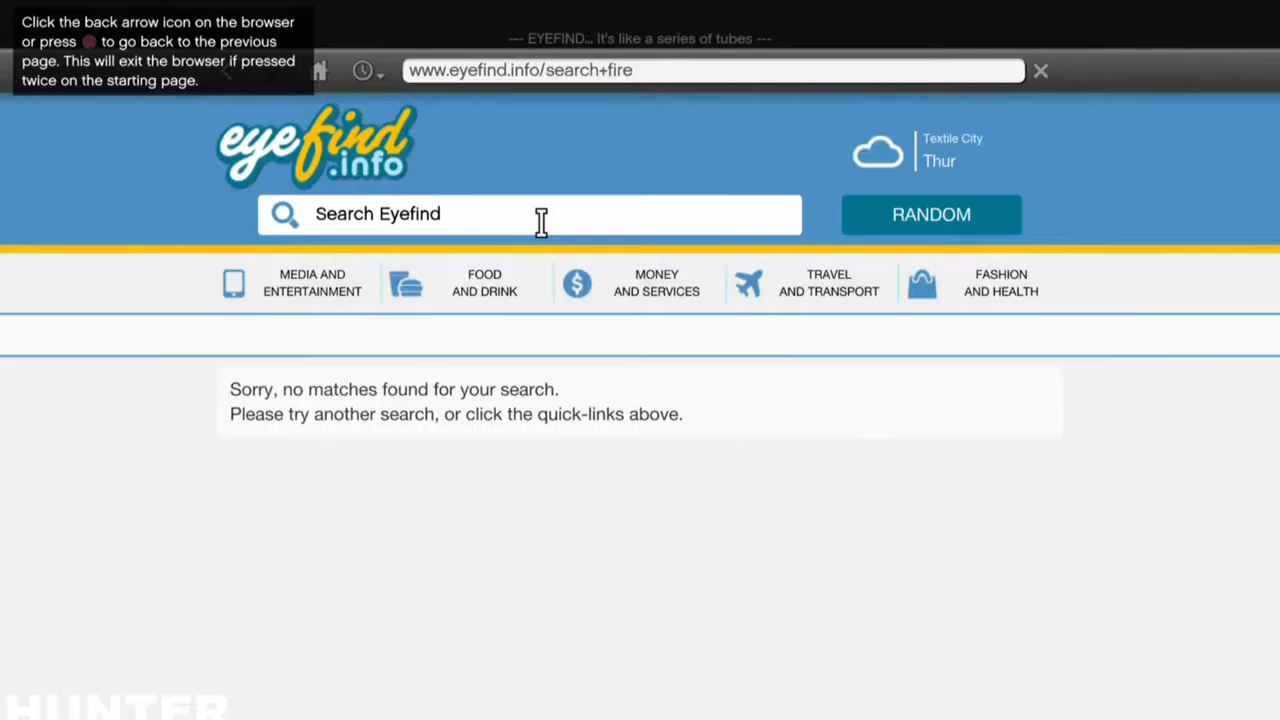 Click the back arrow icon on the browser
or press to go back to the previous
page. This will exit the browser if pressed
twice on the starting page.
--- EYEFIND... It's like a series of tubes ---
www.eyefind.info/search+fire
eyefind
.info
Textile City
Thur
Search Eyefind
RANDOM
MEDIA AND
ENTERTAINMENT
FOOD
AND DRINK
MONEY
AND SERVICES
TRAVEL
AND TRANSPORT
FASHION
AND HEALTH
Sorry, no matches found for your search.
Please try another search, or click the quick-links above.
HUNTER